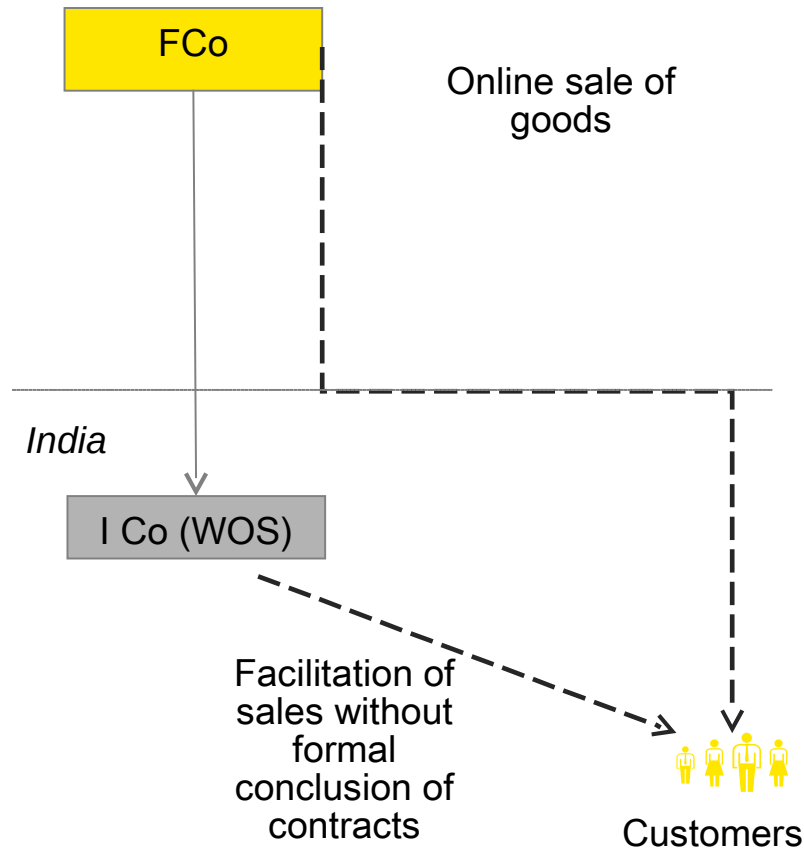 FCo
Online sale of
goods
India
I Co (WOS)
Facilitation of
sales without
formal
conclusion of
contracts
Customers